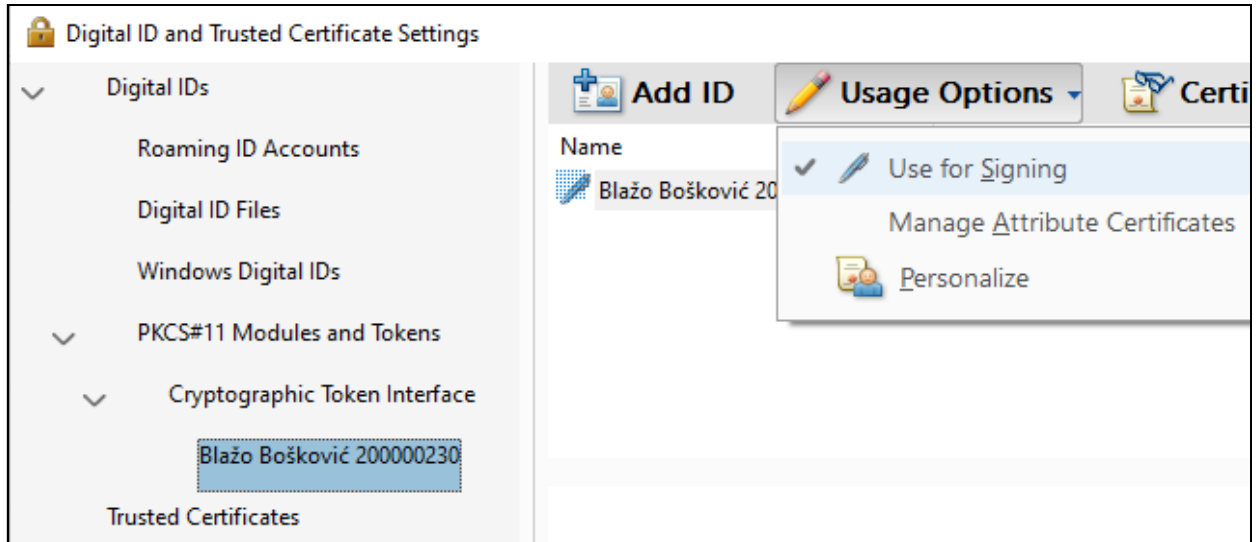 Digital ID and Trusted Certificate Settings
Digital IDs
Roaming ID Accounts
Digital ID Files
Windows Digital IDs
PKCS#11 Modules and Tokens
Cryptographic Token Interface
Blažo Bošković 200000230
Trusted Certificates
Add ID
Usage Options
Certi
Name
Blažo Bošković 20
Use for Signing
Manage Attribute Certificates
Personalize